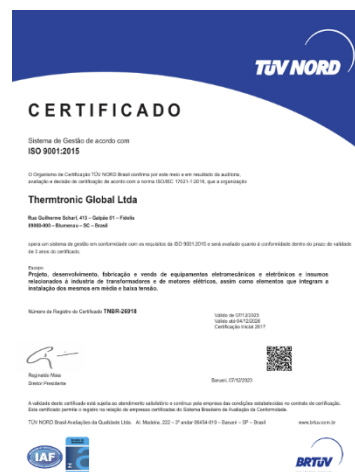 TÜV NORD
CERTIFICADO
Sistema de Gestão de acordo com
ISO 9001:2015
O Organismo de Certificação TÜV NORD Brasil confirma por este meio e em resultado da auditoria,
avaliação e decisão de certificação de acordo com a norma ISO/IEC 17021-1:2016, que a organização
Thermtronic Global Ltda
Rua Guilherme Scharf, 413 – Galpão 01 – Fidelis
– Blumenau – SC – Brasil
opera um sistema de gestão em conformidade com os requisitos da ISO 9001:2015 e será avaliado quanto à conformidade dentro do prazo de validade
de 3 anos do certificado.
Escopo:
Projeto, desenvolvimento, fabricação e venda de equipamentos eletromecânicos e eletrônicos e insumos
relacionados à indústria de transformadores e de motores elétricos, assim como elementos que integram a
instalação dos mesmos em média e baixa tensão.
Número de Registro do Certificado TNBR-26918
Válido de 07/12/2023
Válido até 04/12/2026
Certificação Inicial 2017
Reginaldo Maia
Diretor Presidente
Barueri, 07/12/2023
A validade deste certificado está sujeita ao atendimento satisfatório e contínuo pela empresa das condições estabelecidas no contrato de certificação.
Este certificado permite o registro na relação de empresas certificadas do Sistema Brasileiro de Avaliação da Conformidade.
TÜV NORD Brasil Avaliações da Qualidade Ltda. Al. Madeira, 222 – 3º andar 06454-010 – Barueri – SP – Brasil www.brtuv.com.br
IAF
BRTÜV